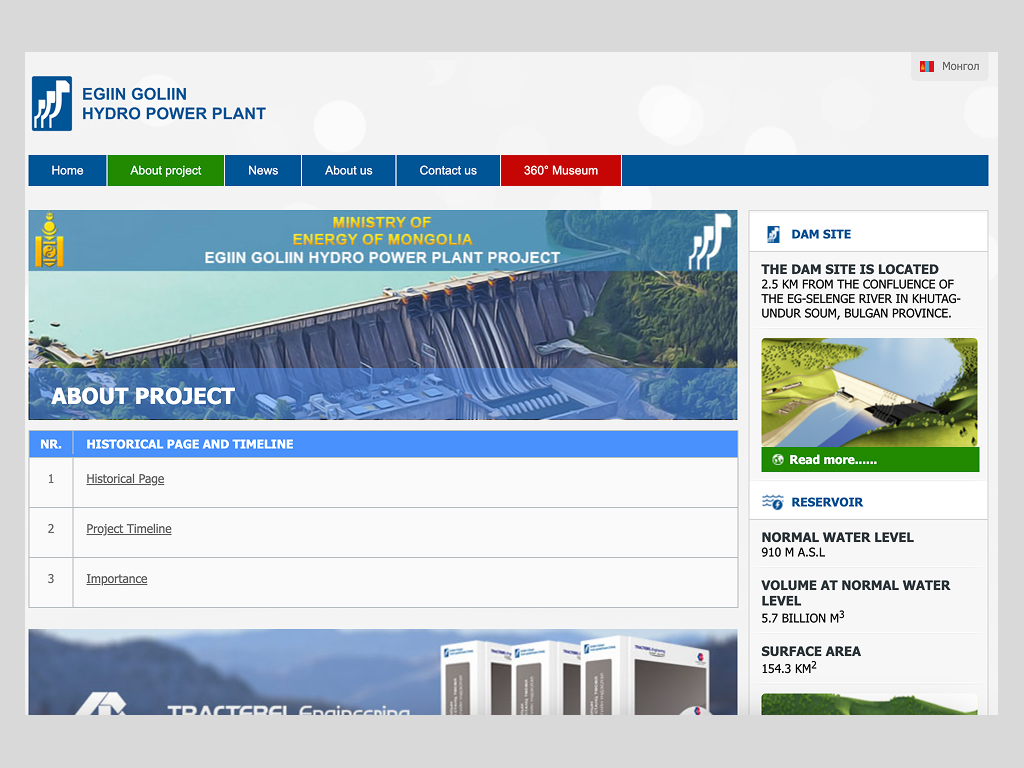 Монгол
EGIIN GOLIIN
HYDRO POWER PLANT
Home
About project
News
About us
Contact us
360° Museum
MINISTRY OF
ENERGY OF MONGOLIA
EGIIN GOLIIN HYDRO POWER PLANT PROJECT
ABOUT PROJECT
NR.
HISTORICAL PAGE AND TIMELINE
1
Historical Page
2
Project Timeline
3
Importance
TRACTEBEL Engineering
DAM SITE
THE DAM SITE IS LOCATED
2.5 KM FROM THE CONFLUENCE OF
THE EG-SELENGE RIVER IN KHUTAG-
UNDUR SOUM, BULGAN PROVINCE.
Read more......
RESERVOIR
NORMAL WATER LEVEL
910 M A.S.L
VOLUME AT NORMAL WATER
LEVEL
5.7 BILLION M³
SURFACE AREA
154.3 KM²